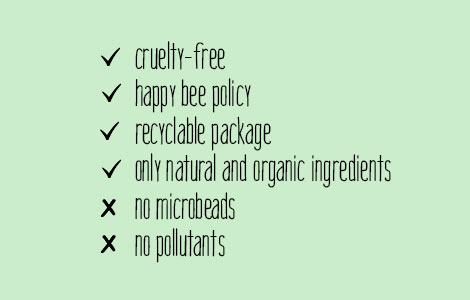 ✓ cruelty-free
✓ happy bee policy
✓ recyclable package
✓ only natural and organic ingredients
✗ no microbeads
✗ no pollutants